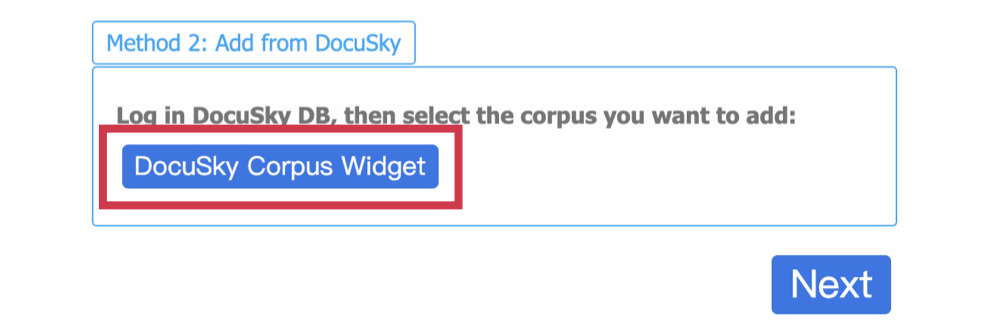 Method 2: Add from DocuSky
Log in DocuSky DB, then select the corpus you want to add:
DocuSky Corpus Widget
Next